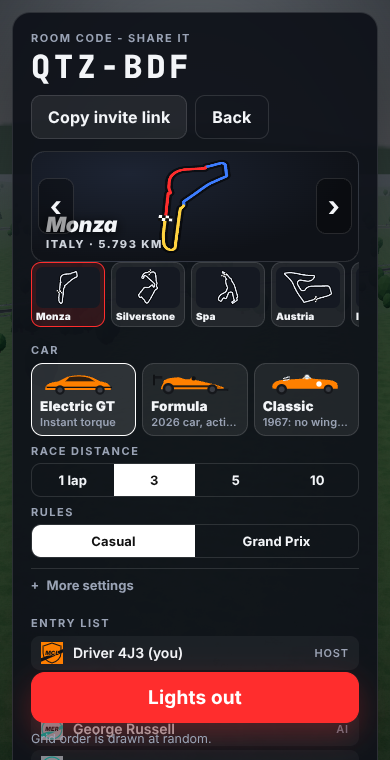 ROOM CODE - SHARE IT
QTZ-BDF
Copy invite link
Back
‹
›
Monza
ITALY · 5.793 KM
Monza
Silverstone
Spa
Austria
CAR
Electric GT
Instant torque
Formula
2026 car, acti...
Classic
1967: no wing...
RACE DISTANCE
1 lap
3
5
10
RULES
Casual
Grand Prix
+ More settings
ENTRY LIST
Driver 4J3 (you)
HOST
Lights out
George Russell
AI
Grid order is drawn at random.